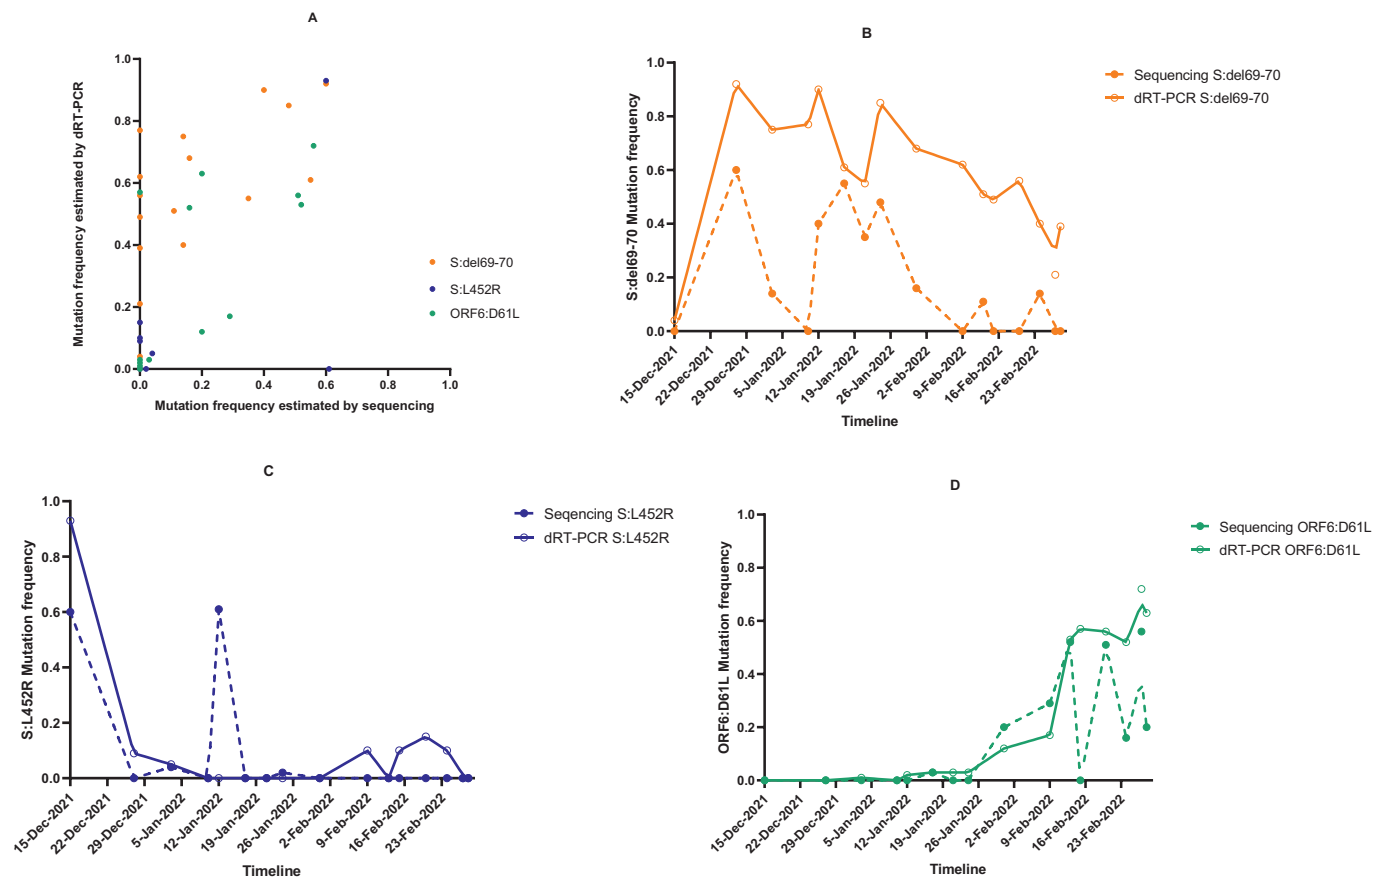 A
Mutation frequency estimated by dRT-PCR
1.0
0.8
0.6
0.4
0.2
0.0
0.0 0.2 0.4 0.6 0.8 1.0
Mutation frequency estimated by sequencing
S:del69-70
S:L452R
ORF6:D61L
B
S:del69-70 Mutation frequency
1.0
0.8
0.6
0.4
0.2
0.0
15-Dec-2021
22-Dec-2021
29-Dec-2021
5-Jan-2022
12-Jan-2022
19-Jan-2022
26-Jan-2022
2-Feb-2022
9-Feb-2022
16-Feb-2022
23-Feb-2022
Timeline
Sequencing S:del69-70
dRT-PCR S:del69-70
C
S:L452R Mutation frequency
1.0
0.8
0.6
0.4
0.2
0.0
15-Dec-2021
22-Dec-2021
29-Dec-2021
5-Jan-2022
12-Jan-2022
19-Jan-2022
26-Jan-2022
2-Feb-2022
9-Feb-2022
16-Feb-2022
23-Feb-2022
Timeline
Seqencing S:L452R
dRT-PCR S:L452R
D
ORF6:D61L Mutation frequency
1.0
0.8
0.6
0.4
0.2
0.0
15-Dec-2021
22-Dec-2021
29-Dec-2021
5-Jan-2022
12-Jan-2022
19-Jan-2022
26-Jan-2022
2-Feb-2022
9-Feb-2022
16-Feb-2022
23-Feb-2022
Timeline
Sequencing ORF6:D61L
dRT-PCR ORF6:D61L